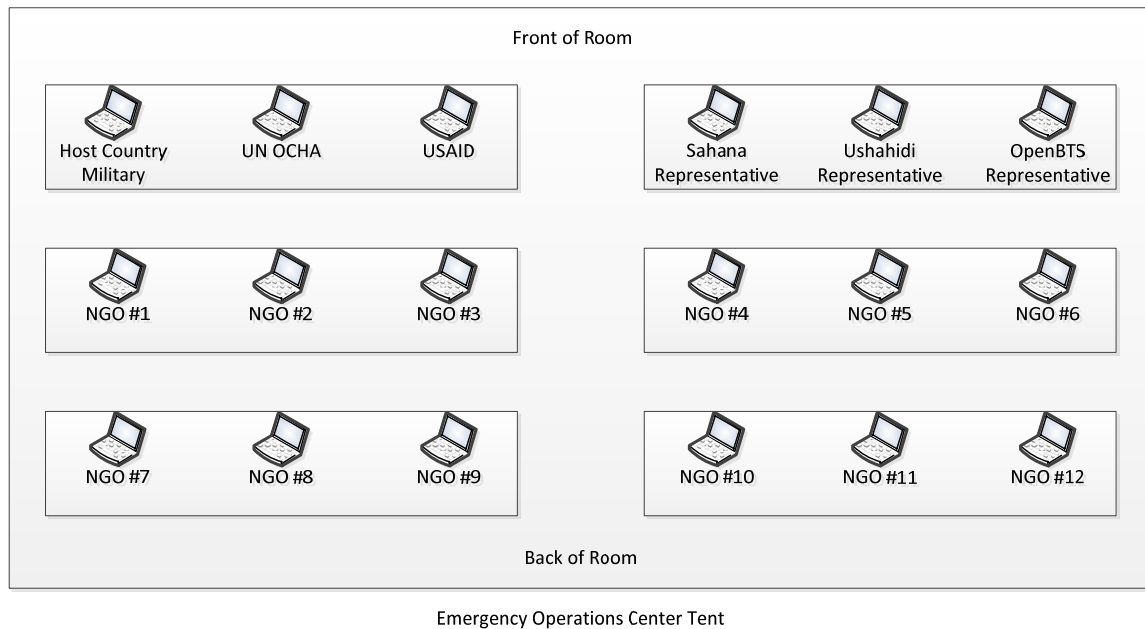 Front of Room
Host Country Military
UN OCHA
USAID
Sahana Representative
Ushahidi Representative
OpenBTS Representative
NGO #1
NGO #2
NGO #3
NGO #4
NGO #5
NGO #6
NGO #7
NGO #8
NGO #9
NGO #10
NGO #11
NGO #12
Back of Room
Emergency Operations Center Tent